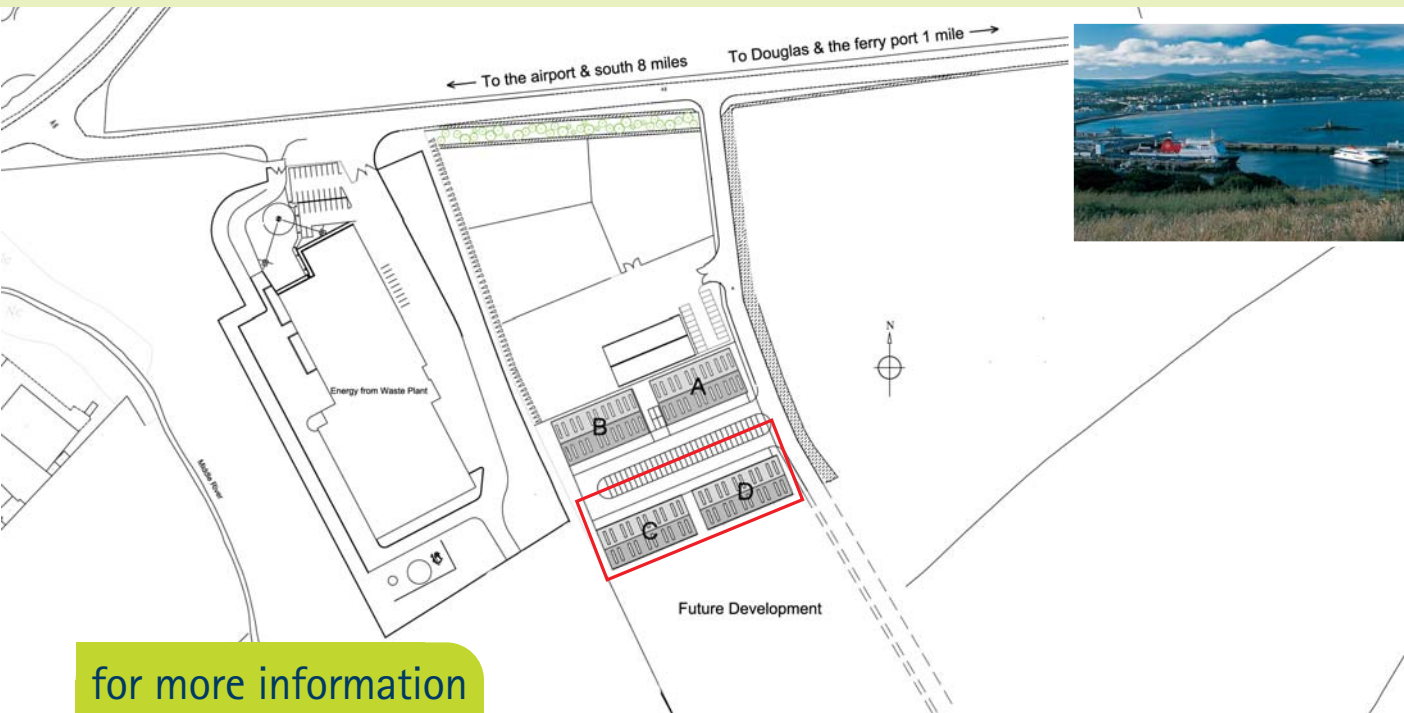 ← To the airport & south 8 miles
To Douglas & the ferry port 1 mile →
N
Energy from Waste Plant
A
B
Middle River
D
C
Future Development
for more information